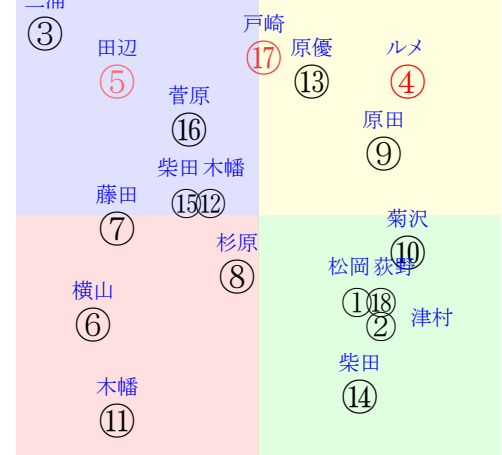 三浦
③
戸崎
⑰
田辺
⑤
原優
⑬
ルメ
④
菅原
⑯
原田
⑨
柴田 木幡
⑮⑫
藤田
⑦
菊沢
⑩
杉原
⑧
松岡 荻野
①⑱
② 津村
横山
⑥
柴田
⑭
木幡
⑪